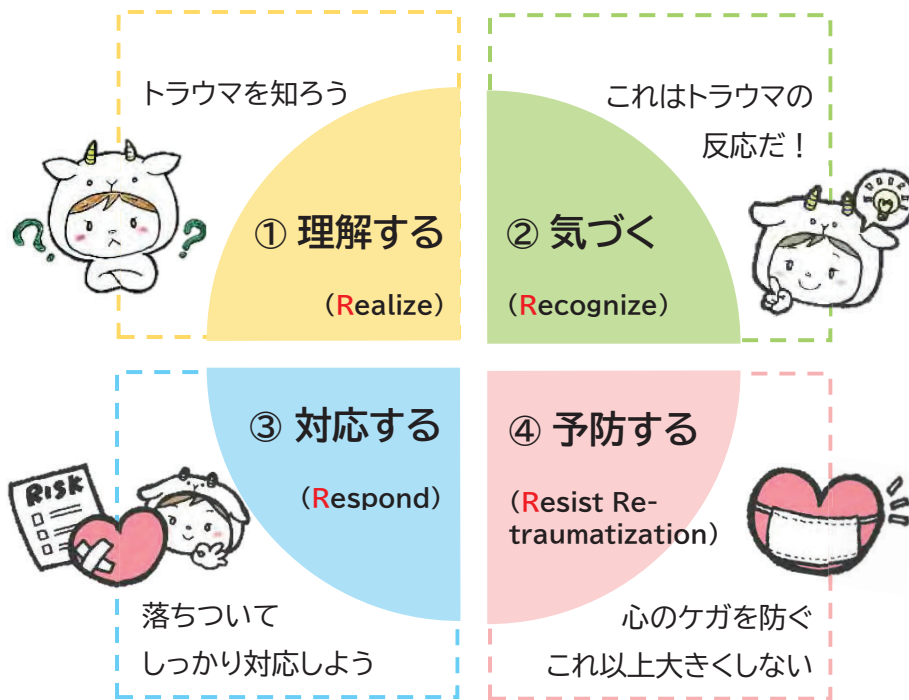 トラウマを知ろう
① 理解する
（Realize）
これはトラウマの
反応だ！
② 気づく
（Recognize）
③ 対応する
（Respond）
RISK
落ちついて
しっかり対応しよう
④ 予防する
（Resist Re-
traumatization）
心のケガを防ぐ
これ以上大きくしない